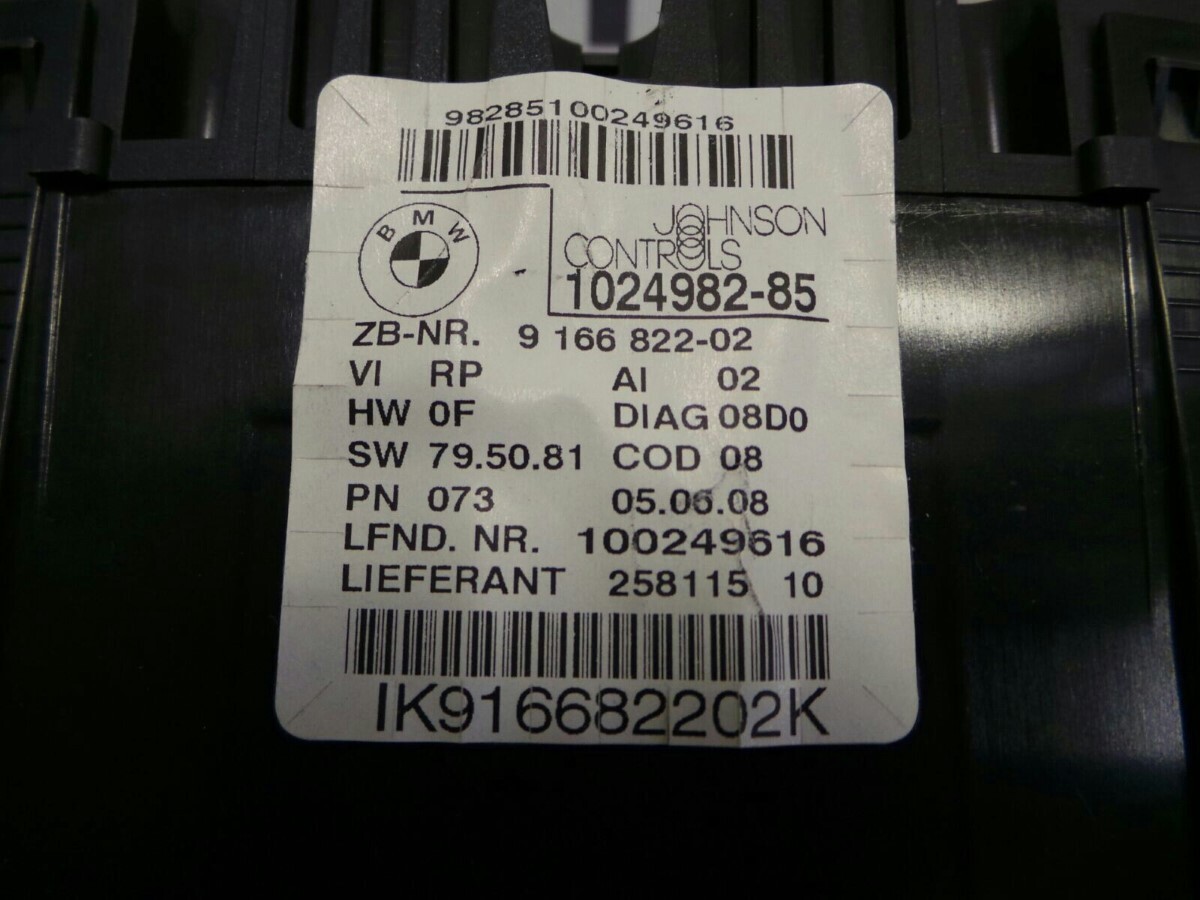 98285100249616
BMW
JOHNSON
CONTROLS
1024982-85
ZB-NR. 9 166 822-02
VI RP AI 02
HW 0F DIAG 08D0
SW 79.50.81 COD 08
PN 073 05.06.08
LFND. NR. 100249616
LIEFERANT 258115 10
IK916682202K